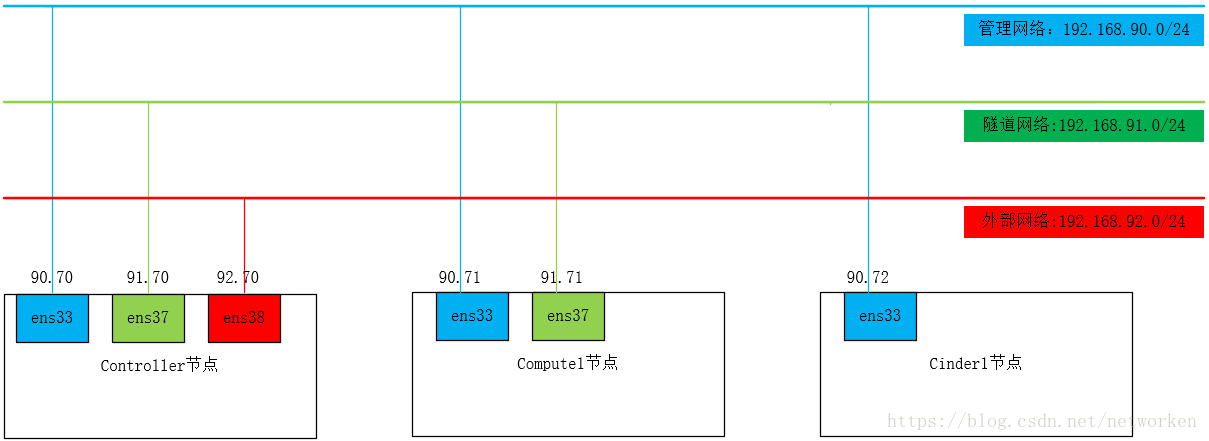 管理网络：192.168.90.0/24
隧道网络:192.168.91.0/24
外部网络:192.168.92.0/24
90.70 91.70 92.70 90.71 91.71 90.72
ens33 ens37 ens38 ens33 ens37 ens33
Controller节点 Compute1节点 Cinder1节点
https://blog.csdn.net/networken